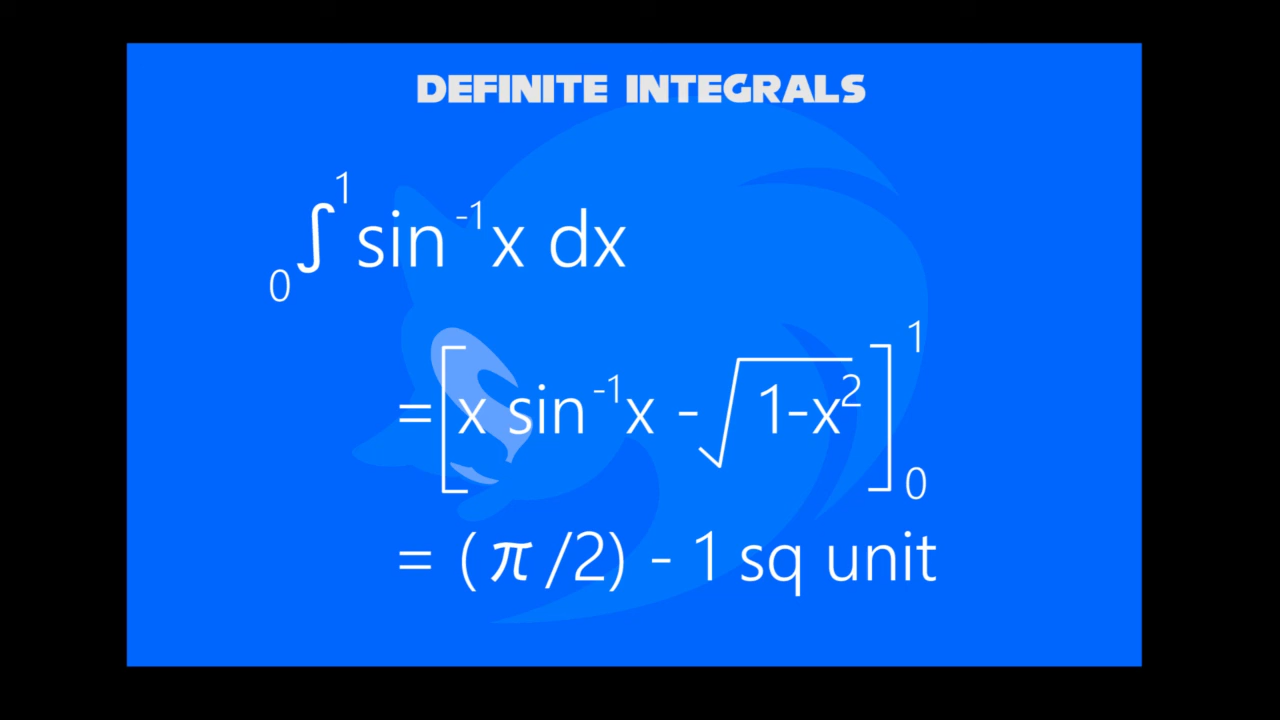 DEFINITE INTEGRALS
₀∫¹ sin⁻¹x dx
= [x sin⁻¹x - √1-x²]¹₀
= (π/2) - 1 sq unit